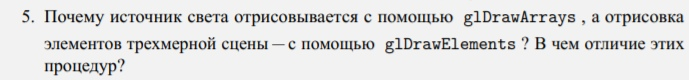 5. Почему источник света отрисовывается с помощью glDrawArrays , а отрисовка
элементов трехмерной сцены — с помощью glDrawElements ? В чем отличие этих
процедур?